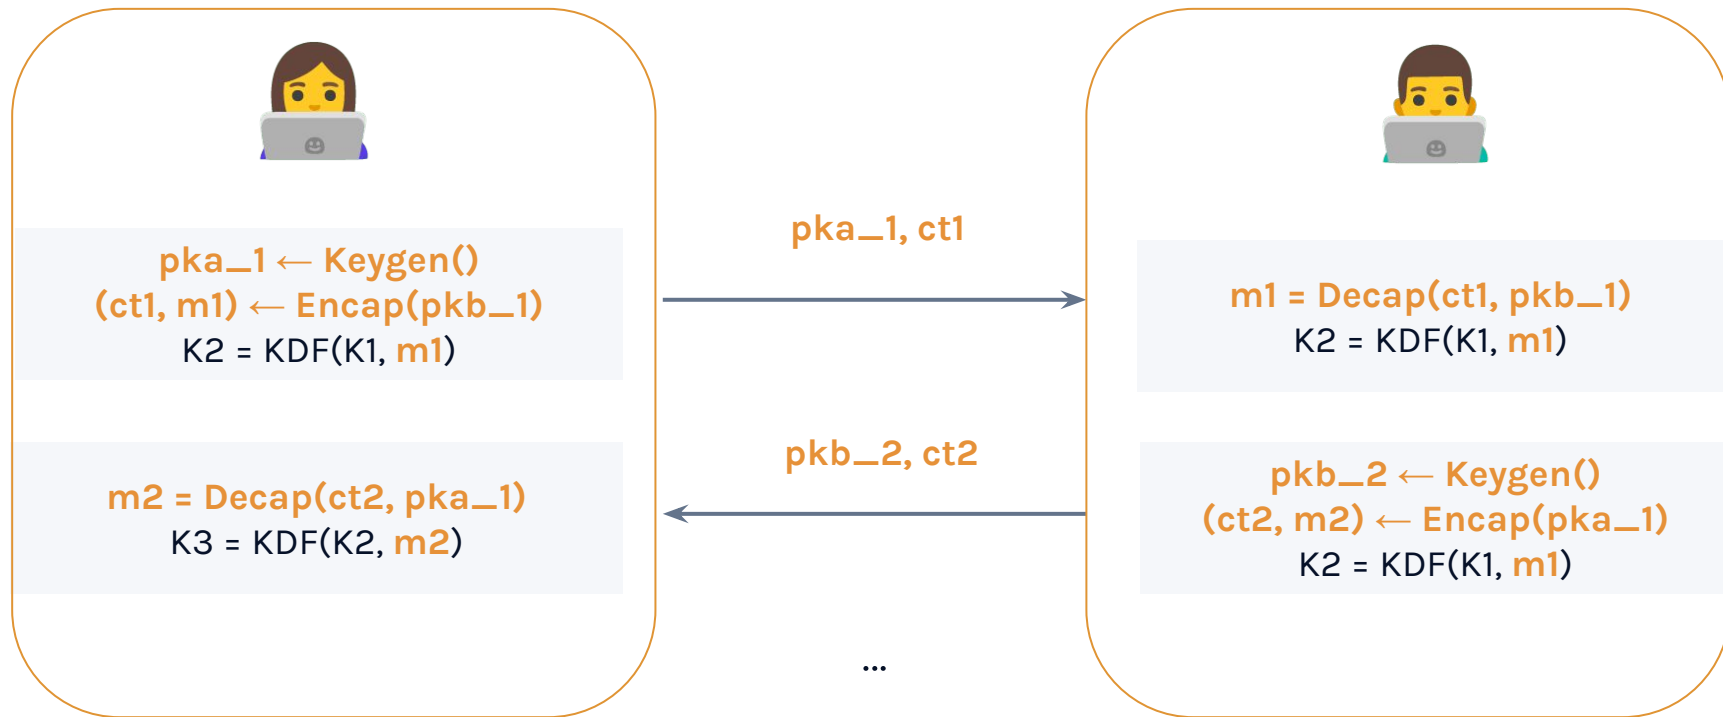 pka_1 ← Keygen()
(ct1, m1) ← Encap(pkb_1)
K2 = KDF(K1, m1)
pka_1, ct1
m1 = Decap(ct1, pkb_1)
K2 = KDF(K1, m1)
m2 = Decap(ct2, pka_1)
K3 = KDF(K2, m2)
pkb_2, ct2
pkb_2 ← Keygen()
(ct2, m2) ← Encap(pka_1)
K2 = KDF(K1, m1)
...